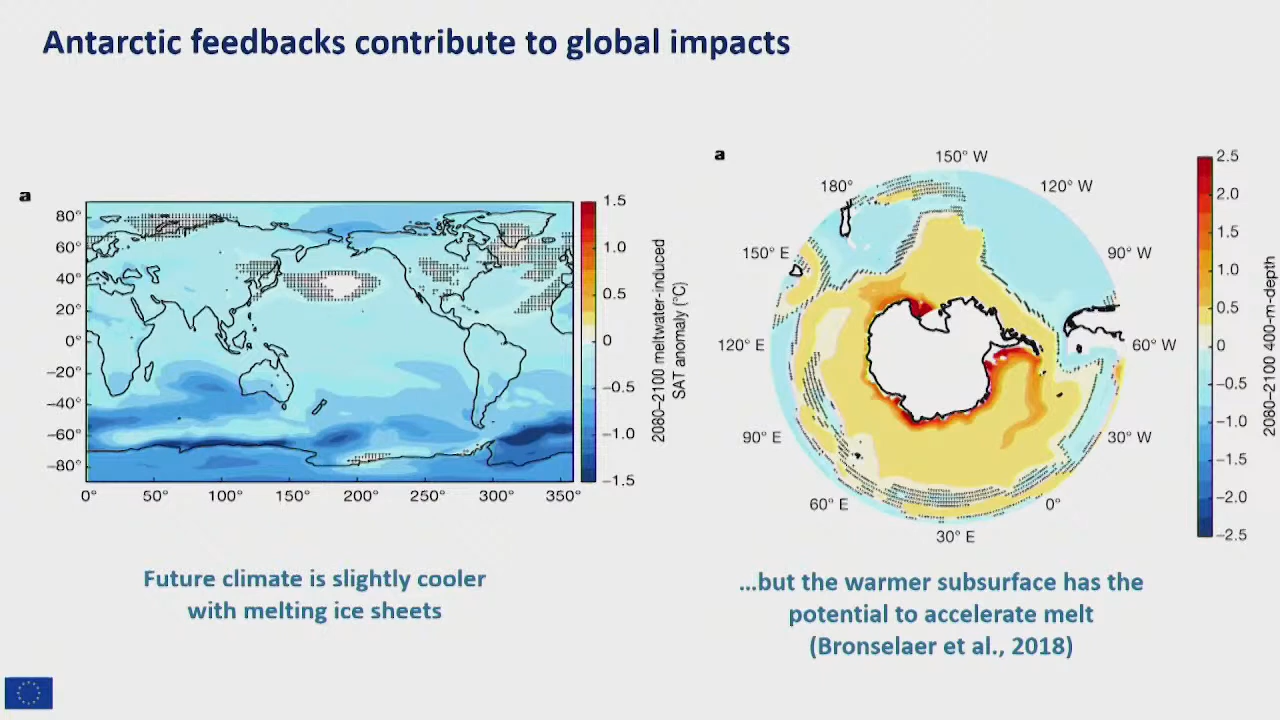 Antarctic feedbacks contribute to global impacts
a
80°
60°
40°
20°
0°
−20°
−40°
−60°
−80°
0°
50°
100°
150°
200°
250°
300°
350°
1.5
1.0
0.5
0
−0.5
−1.0
−1.5
2080–2100 meltwater-induced
SAT anomaly (°C)
Future climate is slightly cooler
with melting ice sheets
a
150° W
180°
120° W
150° E
90° W
120° E
60° W
90° E
30° W
60° E
0°
30° E
2.5
2.0
1.5
1.0
0.5
0
−0.5
−1.0
−1.5
−2.0
−2.5
2080–2100 400-m-depth
...but the warmer subsurface has the
potential to accelerate melt
(Bronselaer et al., 2018)